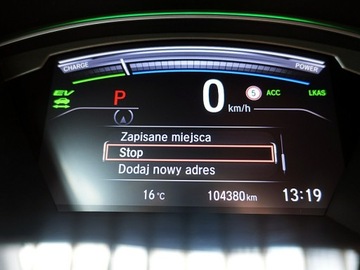 CHARGE POWER
EV P 0 km/h 5 ACC LKAS
Zapisane miejsca
Stop
Dodaj nowy adres
16°C 104380km 13:19